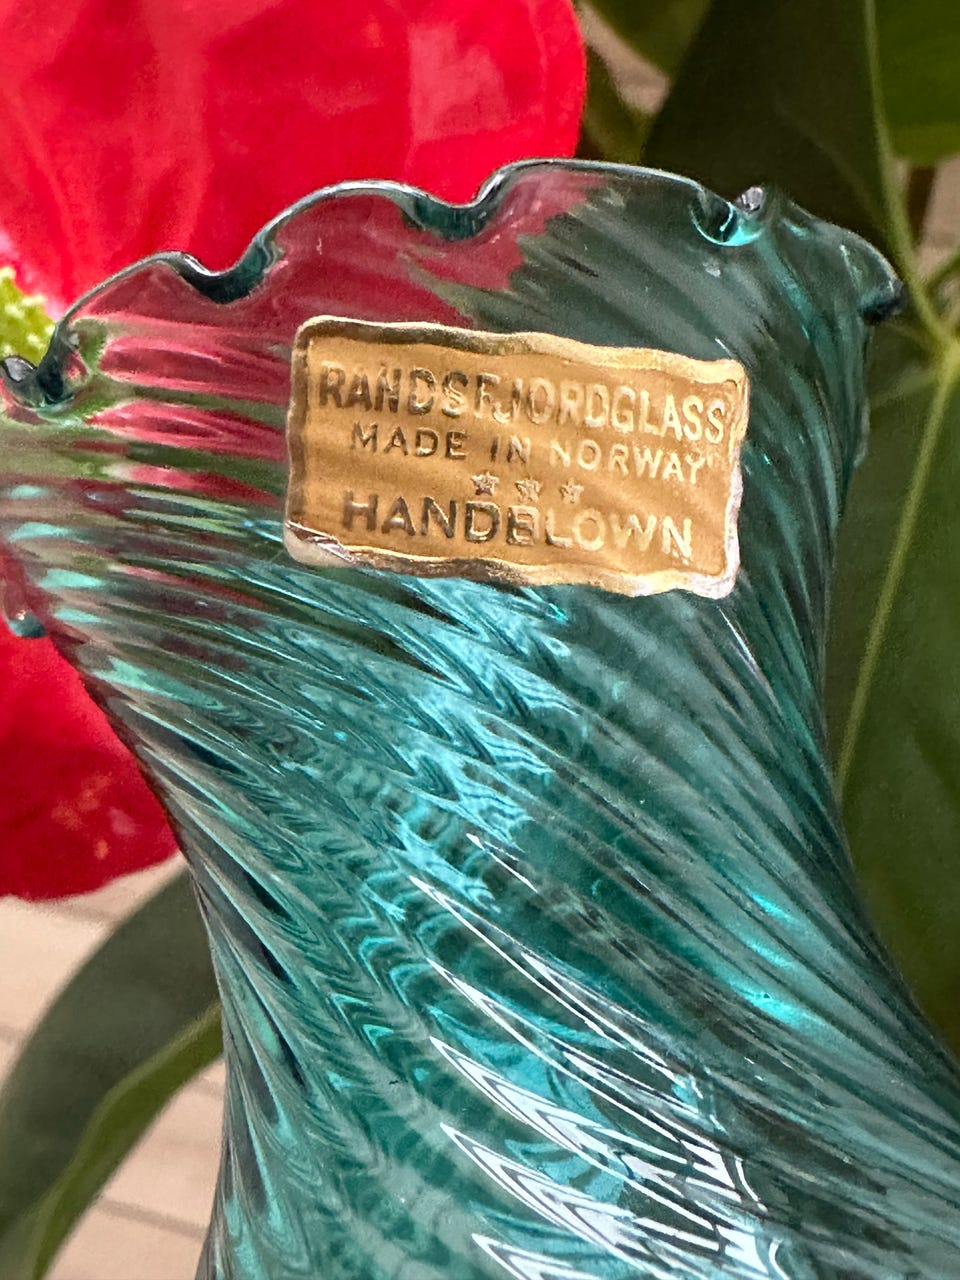 RANDSFJORDGLASS
MADE IN NORWAY
★ ★ ★
HANDBLOWN